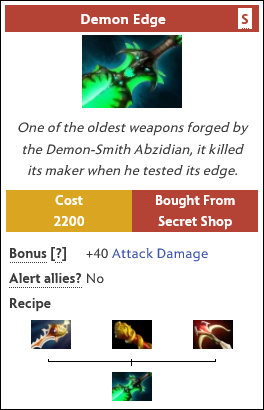 Demon Edge S
One of the oldest weapons forged by
the Demon-Smith Abzidian, it killed
its maker when he tested its edge.
Cost Bought From
2200 Secret Shop
Bonus [?] +40 Attack Damage
Alert allies? No
Recipe